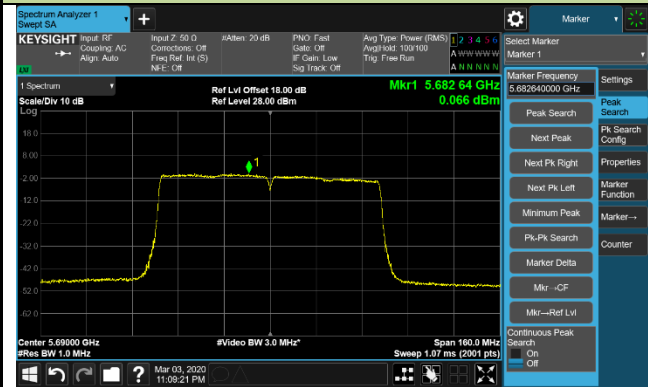 Spectrum Analyzer 1
Swept SA
+
Marker
KEYSIGHT
Input: RF
Coupling: AC
Align: Auto
Input Z: 50 Ω
Corrections: Off
Freq Ref: Int (S)
NFE: Off
#Atten: 20 dB
PNO: Fast
Gate: Off
IF Gain: Low
Sig Track: Off
Avg Type: Power (RMS)
Avg|Hold: 100/100
Trig: Free Run
1 2 3 4 5 6
A W W W W W
A N N N N N
LXI
Select Marker
Marker 1
1 Spectrum
Scale/Div 10 dB
Log
Ref Lvl Offset 18.00 dB
Ref Level 28.00 dBm
Mkr1 5.682 64 GHz
0.066 dBm
18.0
8.00
-2.00
-12.0
-22.0
-32.0
-42.0
-52.0
-62.0
1
Center 5.69000 GHz
#Res BW 1.0 MHz
#Video BW 3.0 MHz*
Span 160.0 MHz
Sweep 1.07 ms (2001 pts)
Marker Frequency
5.682640000 GHz
Peak Search
Next Peak
Next Pk Right
Next Pk Left
Minimum Peak
Pk-Pk Search
Marker Delta
Mkr→CF
Mkr→Ref Lvl
Continuous Peak
Search
On
Off
Settings
Peak
Search
Pk Search
Config
Properties
Marker
Function
Marker→
Counter
?
Mar 03, 2020
11:09:21 PM